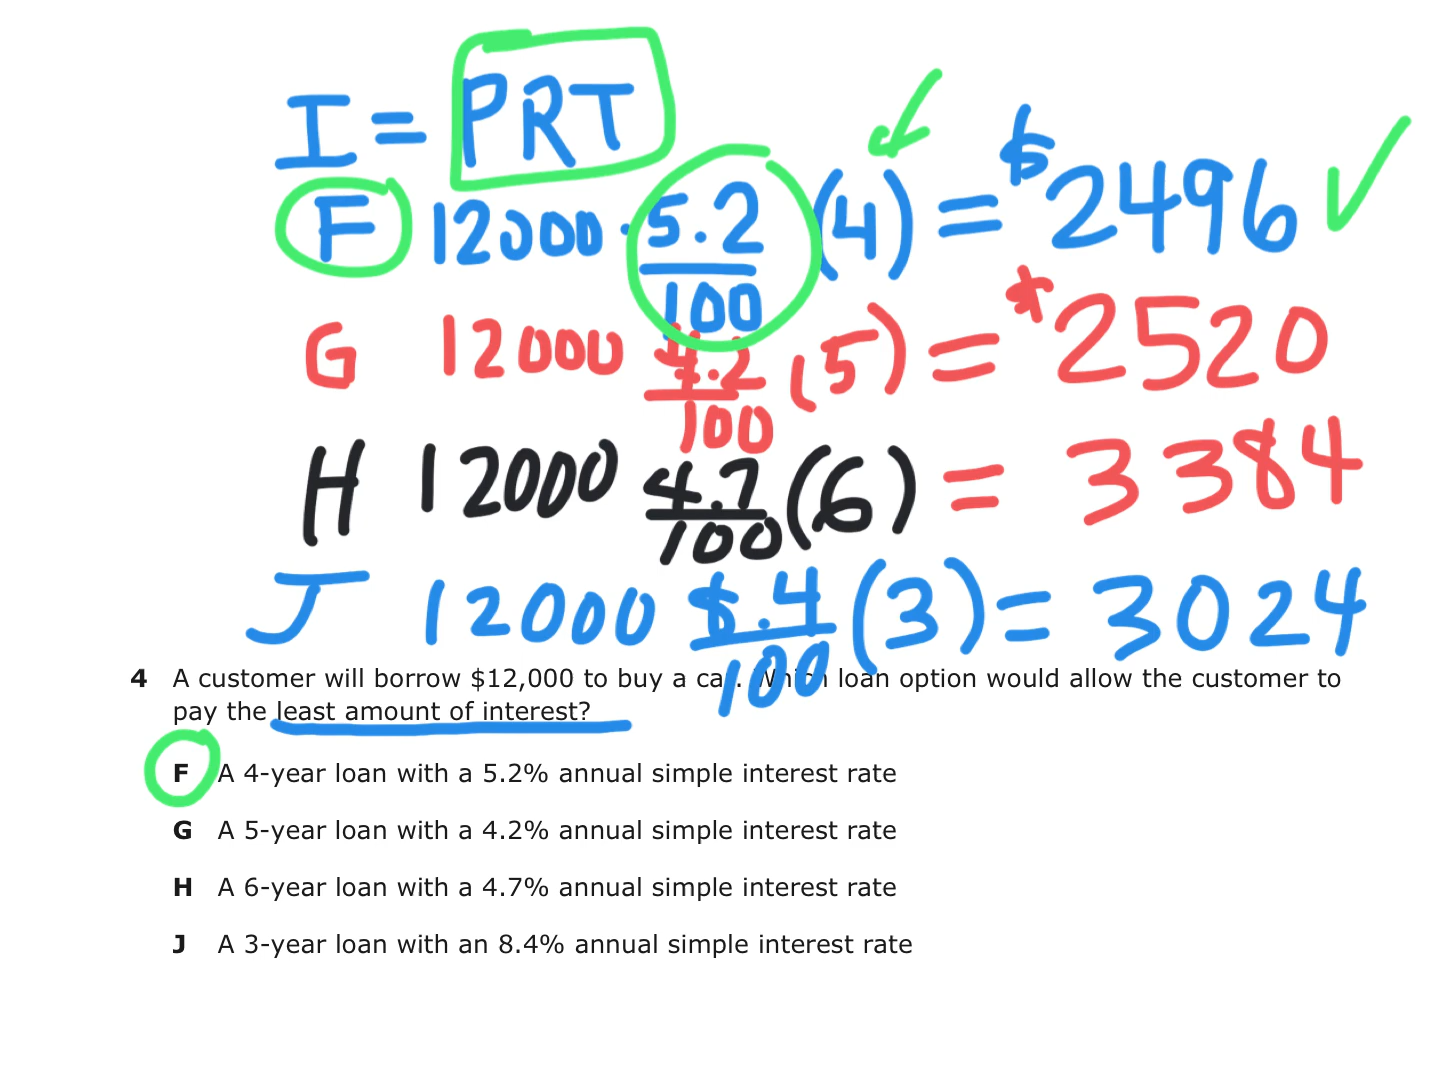 I = PRT
F 12000 · 5.2/100 (4) = $2496
G 12000 4.2/100 (5) = $2520
H 12000 4.7/100 (6) = 3384
J 12000 8.4/100 (3) = 3024
4 A customer will borrow $12,000 to buy a car. Which loan option would allow the customer to
pay the least amount of interest?
F A 4-year loan with a 5.2% annual simple interest rate
G A 5-year loan with a 4.2% annual simple interest rate
H A 6-year loan with a 4.7% annual simple interest rate
J A 3-year loan with an 8.4% annual simple interest rate